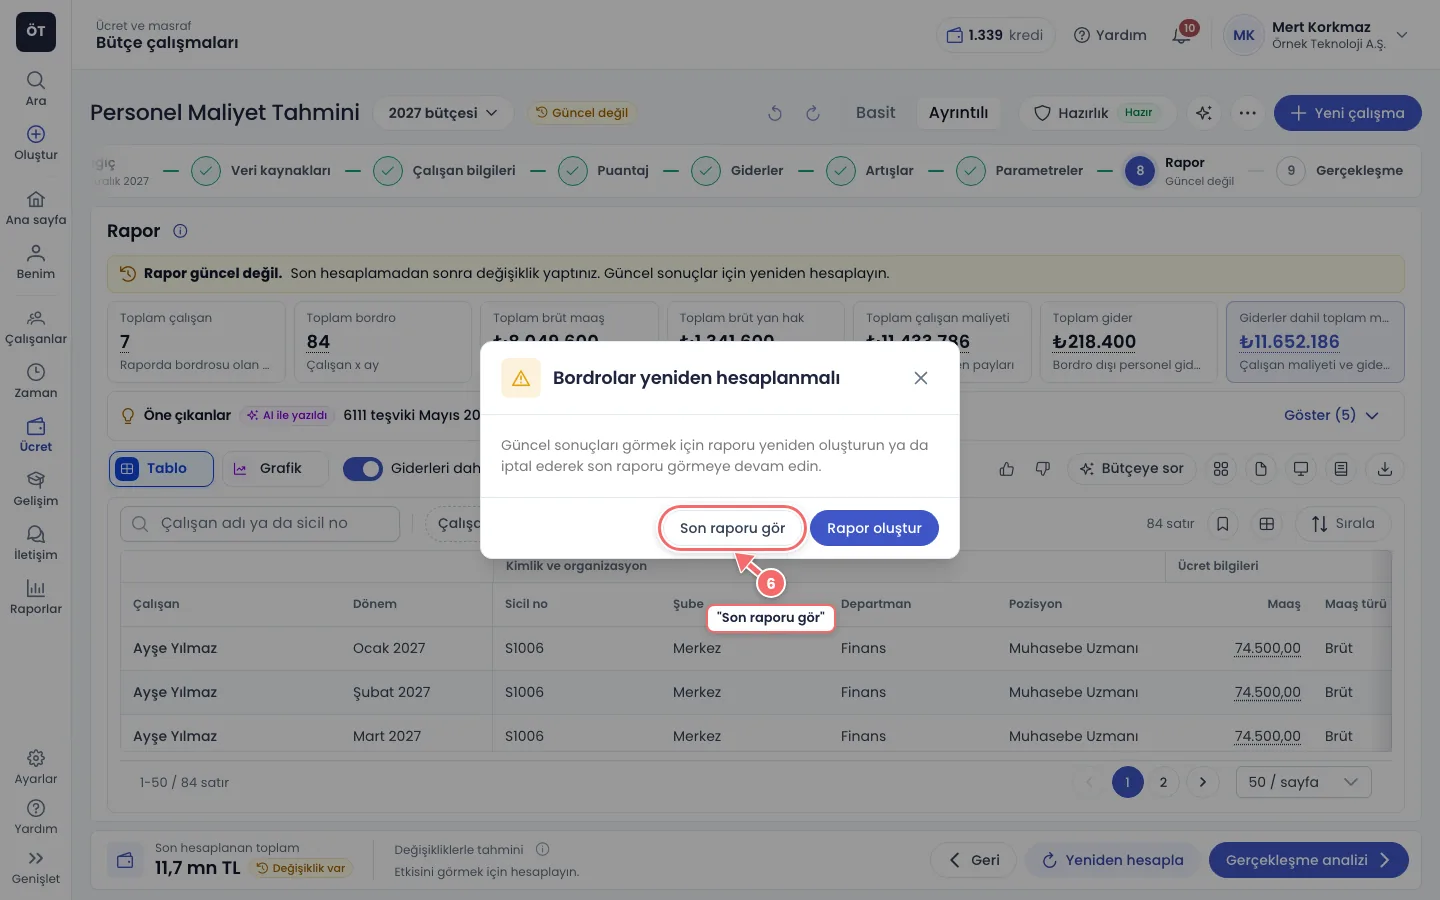 ÖT
Ücret ve masraf
Bütçe çalışmaları
1.339 kredi
Yardım
10
MK
Mert Korkmaz
Örnek Teknoloji A.Ş.
Ara
Oluştur
Ana sayfa
Benim
Çalışanlar
Zaman
Ücret
Gelişim
İletişim
Raporlar
Ayarlar
Yardım
Genişlet
Personel Maliyet Tahmini
2027 bütçesi
Güncel değil
Basit
Ayrıntılı
Hazırlık
Hazır
Yeni çalışma
2027
Veri kaynakları
Çalışan bilgileri
Puantaj
Giderler
Artışlar
Parametreler
8
Rapor
Güncel değil
9
Gerçekleşme
Rapor
Rapor güncel değil. Son hesaplamadan sonra değişiklik yaptınız. Güncel sonuçlar için yeniden hesaplayın.
Toplam çalışan
7
Raporda bordrosu olan ...
Toplam bordro
84
Çalışan x ay
Toplam brüt maaş
Toplam brüt yan hak
Toplam çalışan maliyeti
en payları
Toplam gider
₺218.400
Bordro dışı personel gid...
Giderler dahil toplam m...
₺11.652.186
Çalışan maliyeti ve gide...
Öne çıkanlar
AI ile yazıldı
6111 teşviki Mayıs 20
Göster (5)
Tablo
Grafik
Giderleri dah
Bütçeye sor
Çalışan adı ya da sicil no
Çalışa
84 satır
Sırala
Bordrolar yeniden hesaplanmalı
Güncel sonuçları görmek için raporu yeniden oluşturun ya da
iptal ederek son raporu görmeye devam edin.
Son raporu gör
Rapor oluştur
6
"Son raporu gör"
Kimlik ve organizasyon
Ücret bilgileri
Çalışan Dönem Sicil no Şube Departman Pozisyon Maaş Maaş türü
Ayşe Yılmaz Ocak 2027 S1006 Merkez Finans Muhasebe Uzmanı 74.500,00 Brüt
Ayşe Yılmaz Şubat 2027 S1006 Merkez Finans Muhasebe Uzmanı 74.500,00 Brüt
Ayşe Yılmaz Mart 2027 S1006 Merkez Finans Muhasebe Uzmanı 74.500,00 Brüt
1-50 / 84 satır
1
2
50 / sayfa
Son hesaplanan toplam
11,7 mn TL
Değişiklik var
Değişikliklerle tahmini
Etkisini görmek için hesaplayın.
Geri
Yeniden hesapla
Gerçekleşme analizi